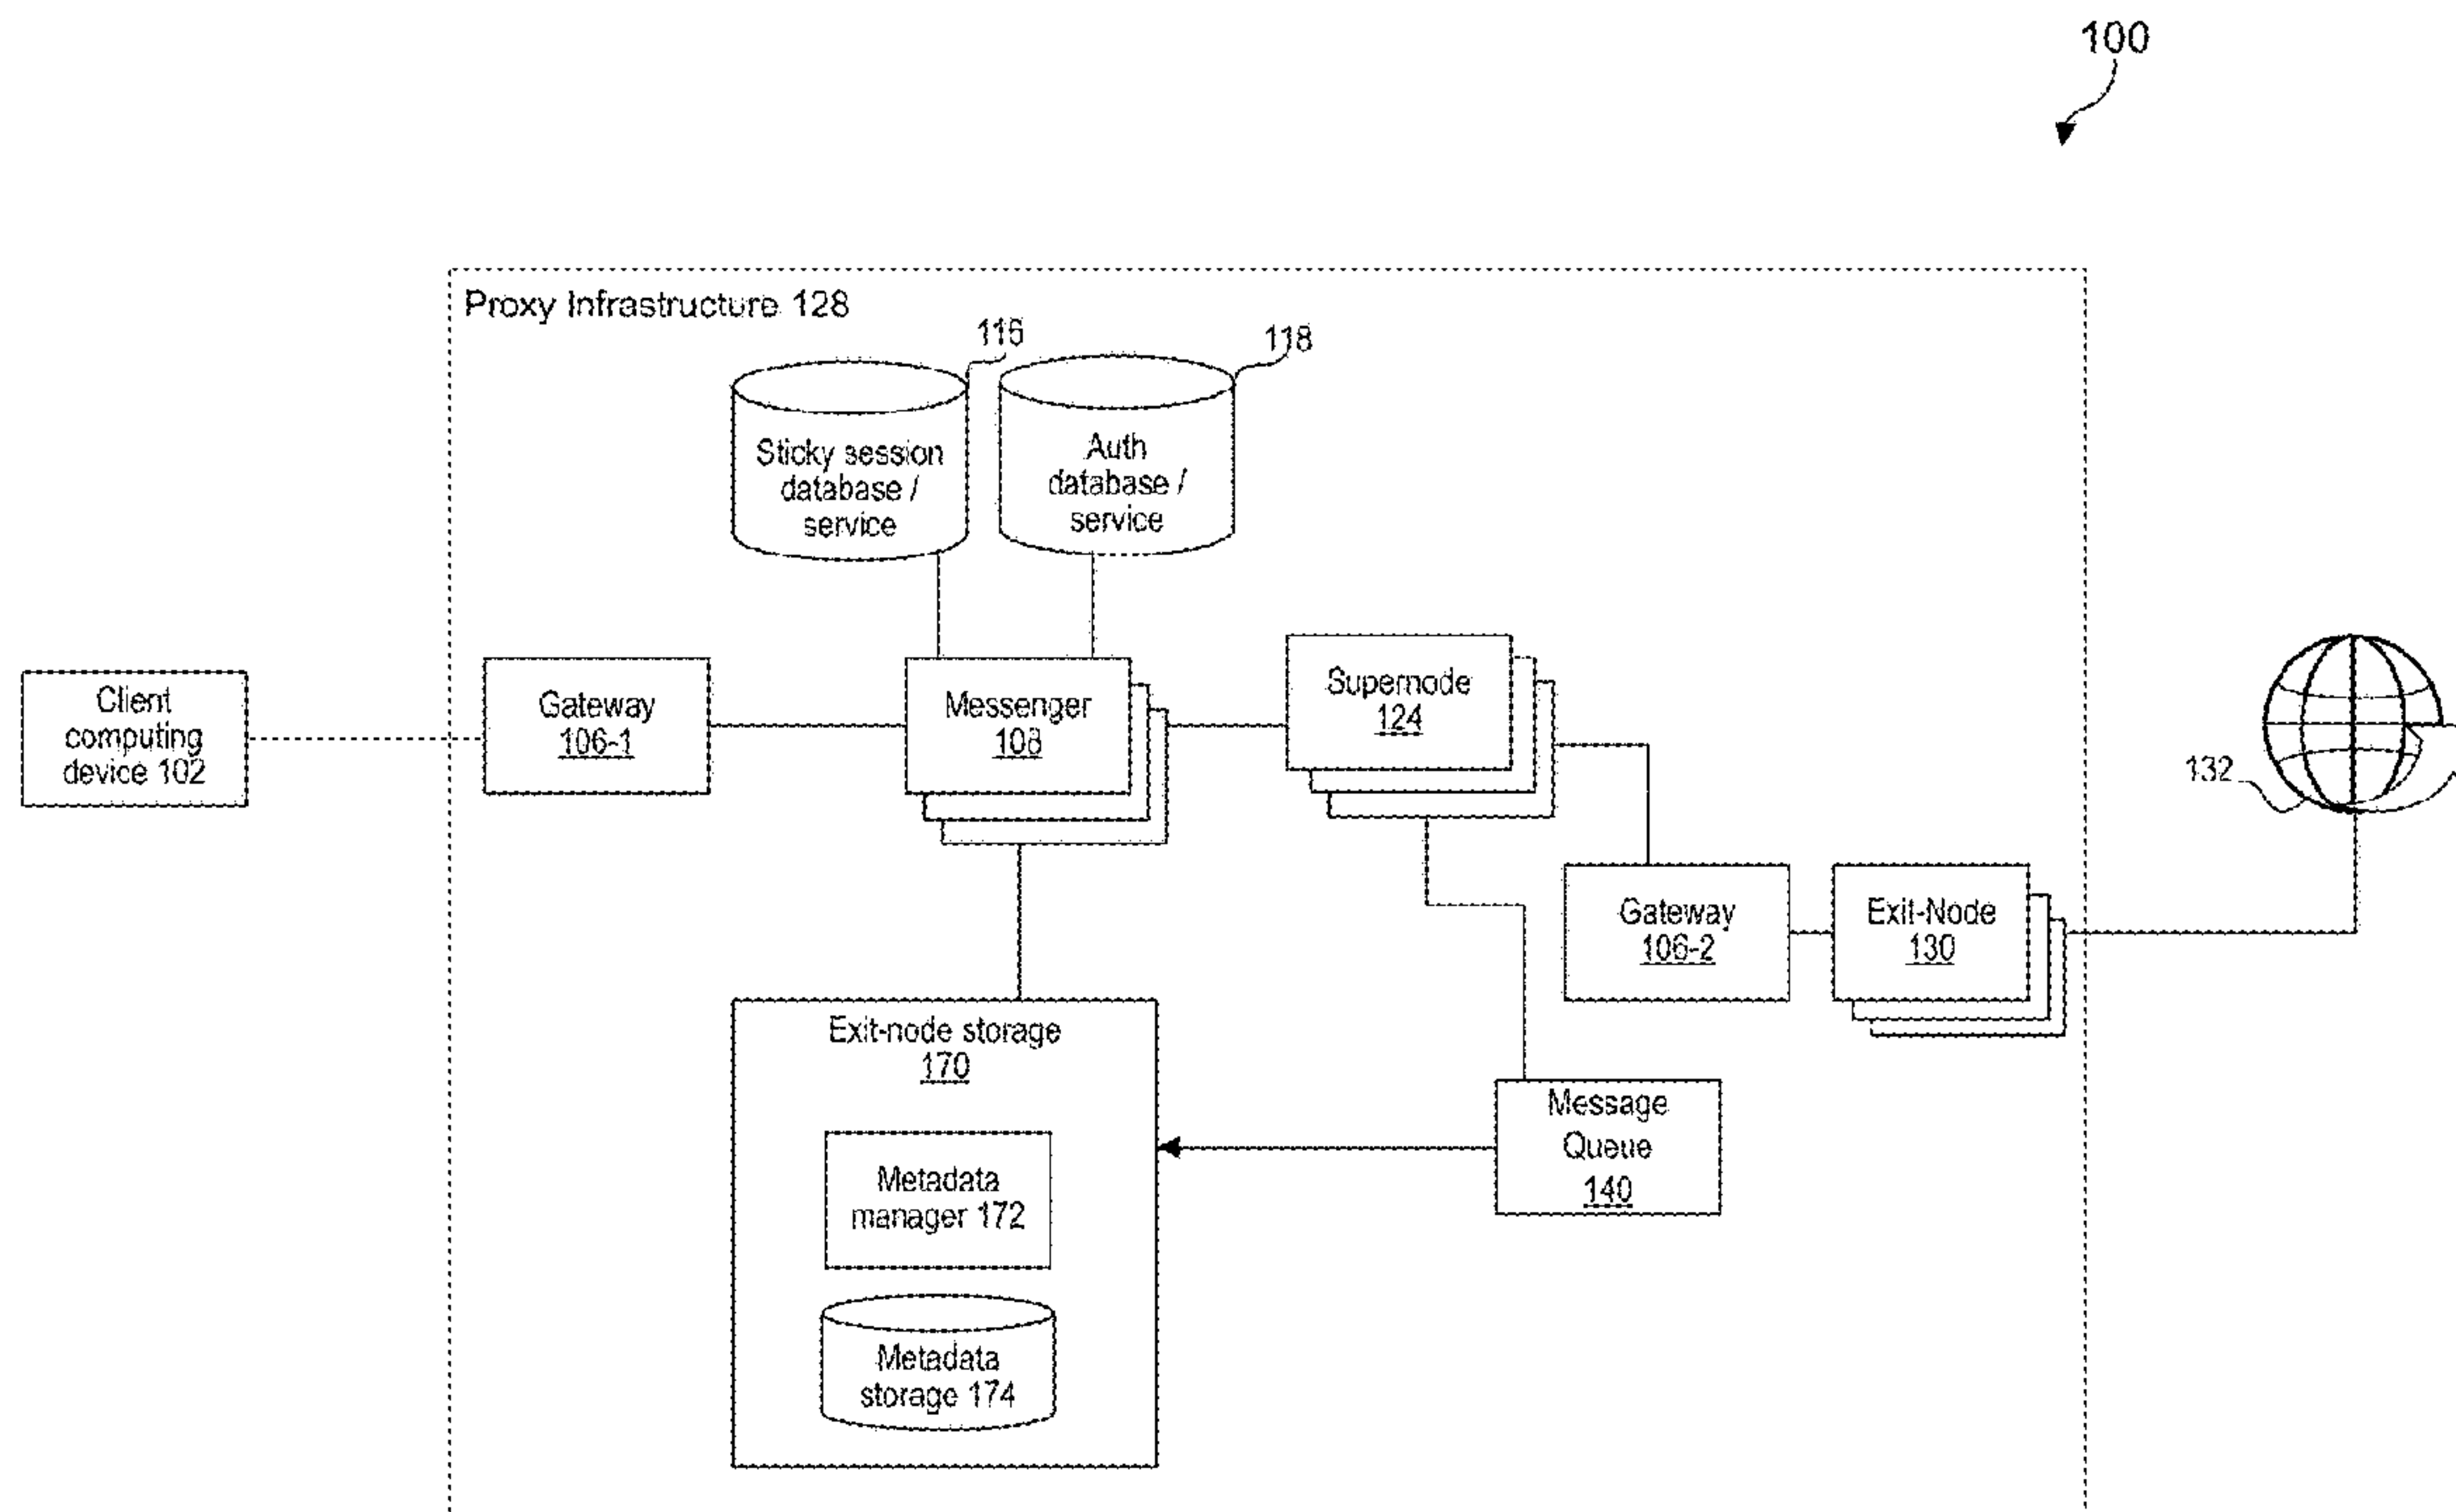 100
Proxy Infrastructure 128
116
118
Sticky session
database /
service
Auth
database /
service
Client
computing
device 102
Gateway
106-1
Messenger
108
Supernode
124
132
Gateway
106-2
Exit-Node
130
Exit-node storage
170
Metadata
manager 172
Metadata
storage 174
Message
Queue
140